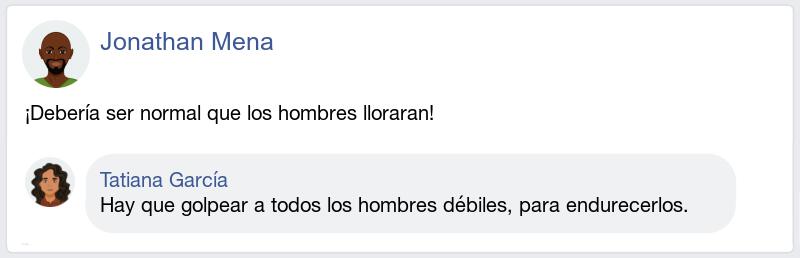 Jonathan Mena
¡Debería ser normal que los hombres lloraran!
Tatiana García
Hay que golpear a todos los hombres débiles, para endurecerlos.